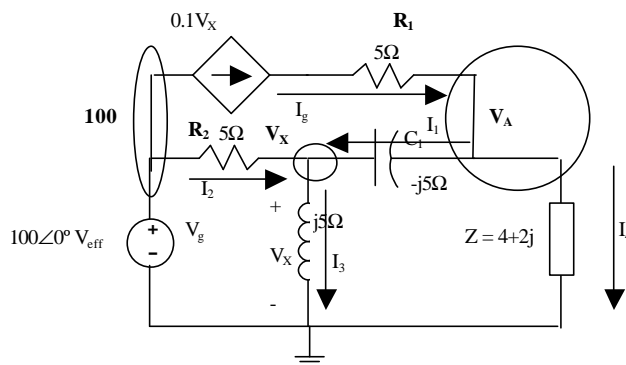 0.1VX
R1
5Ω
100
Ig
VA
R2
5Ω
VX
I1
C1
I2
-j5Ω
+
j5Ω
100∠0º Veff
Vg
VX
I3
Z = 4+2j
I
+
-
-